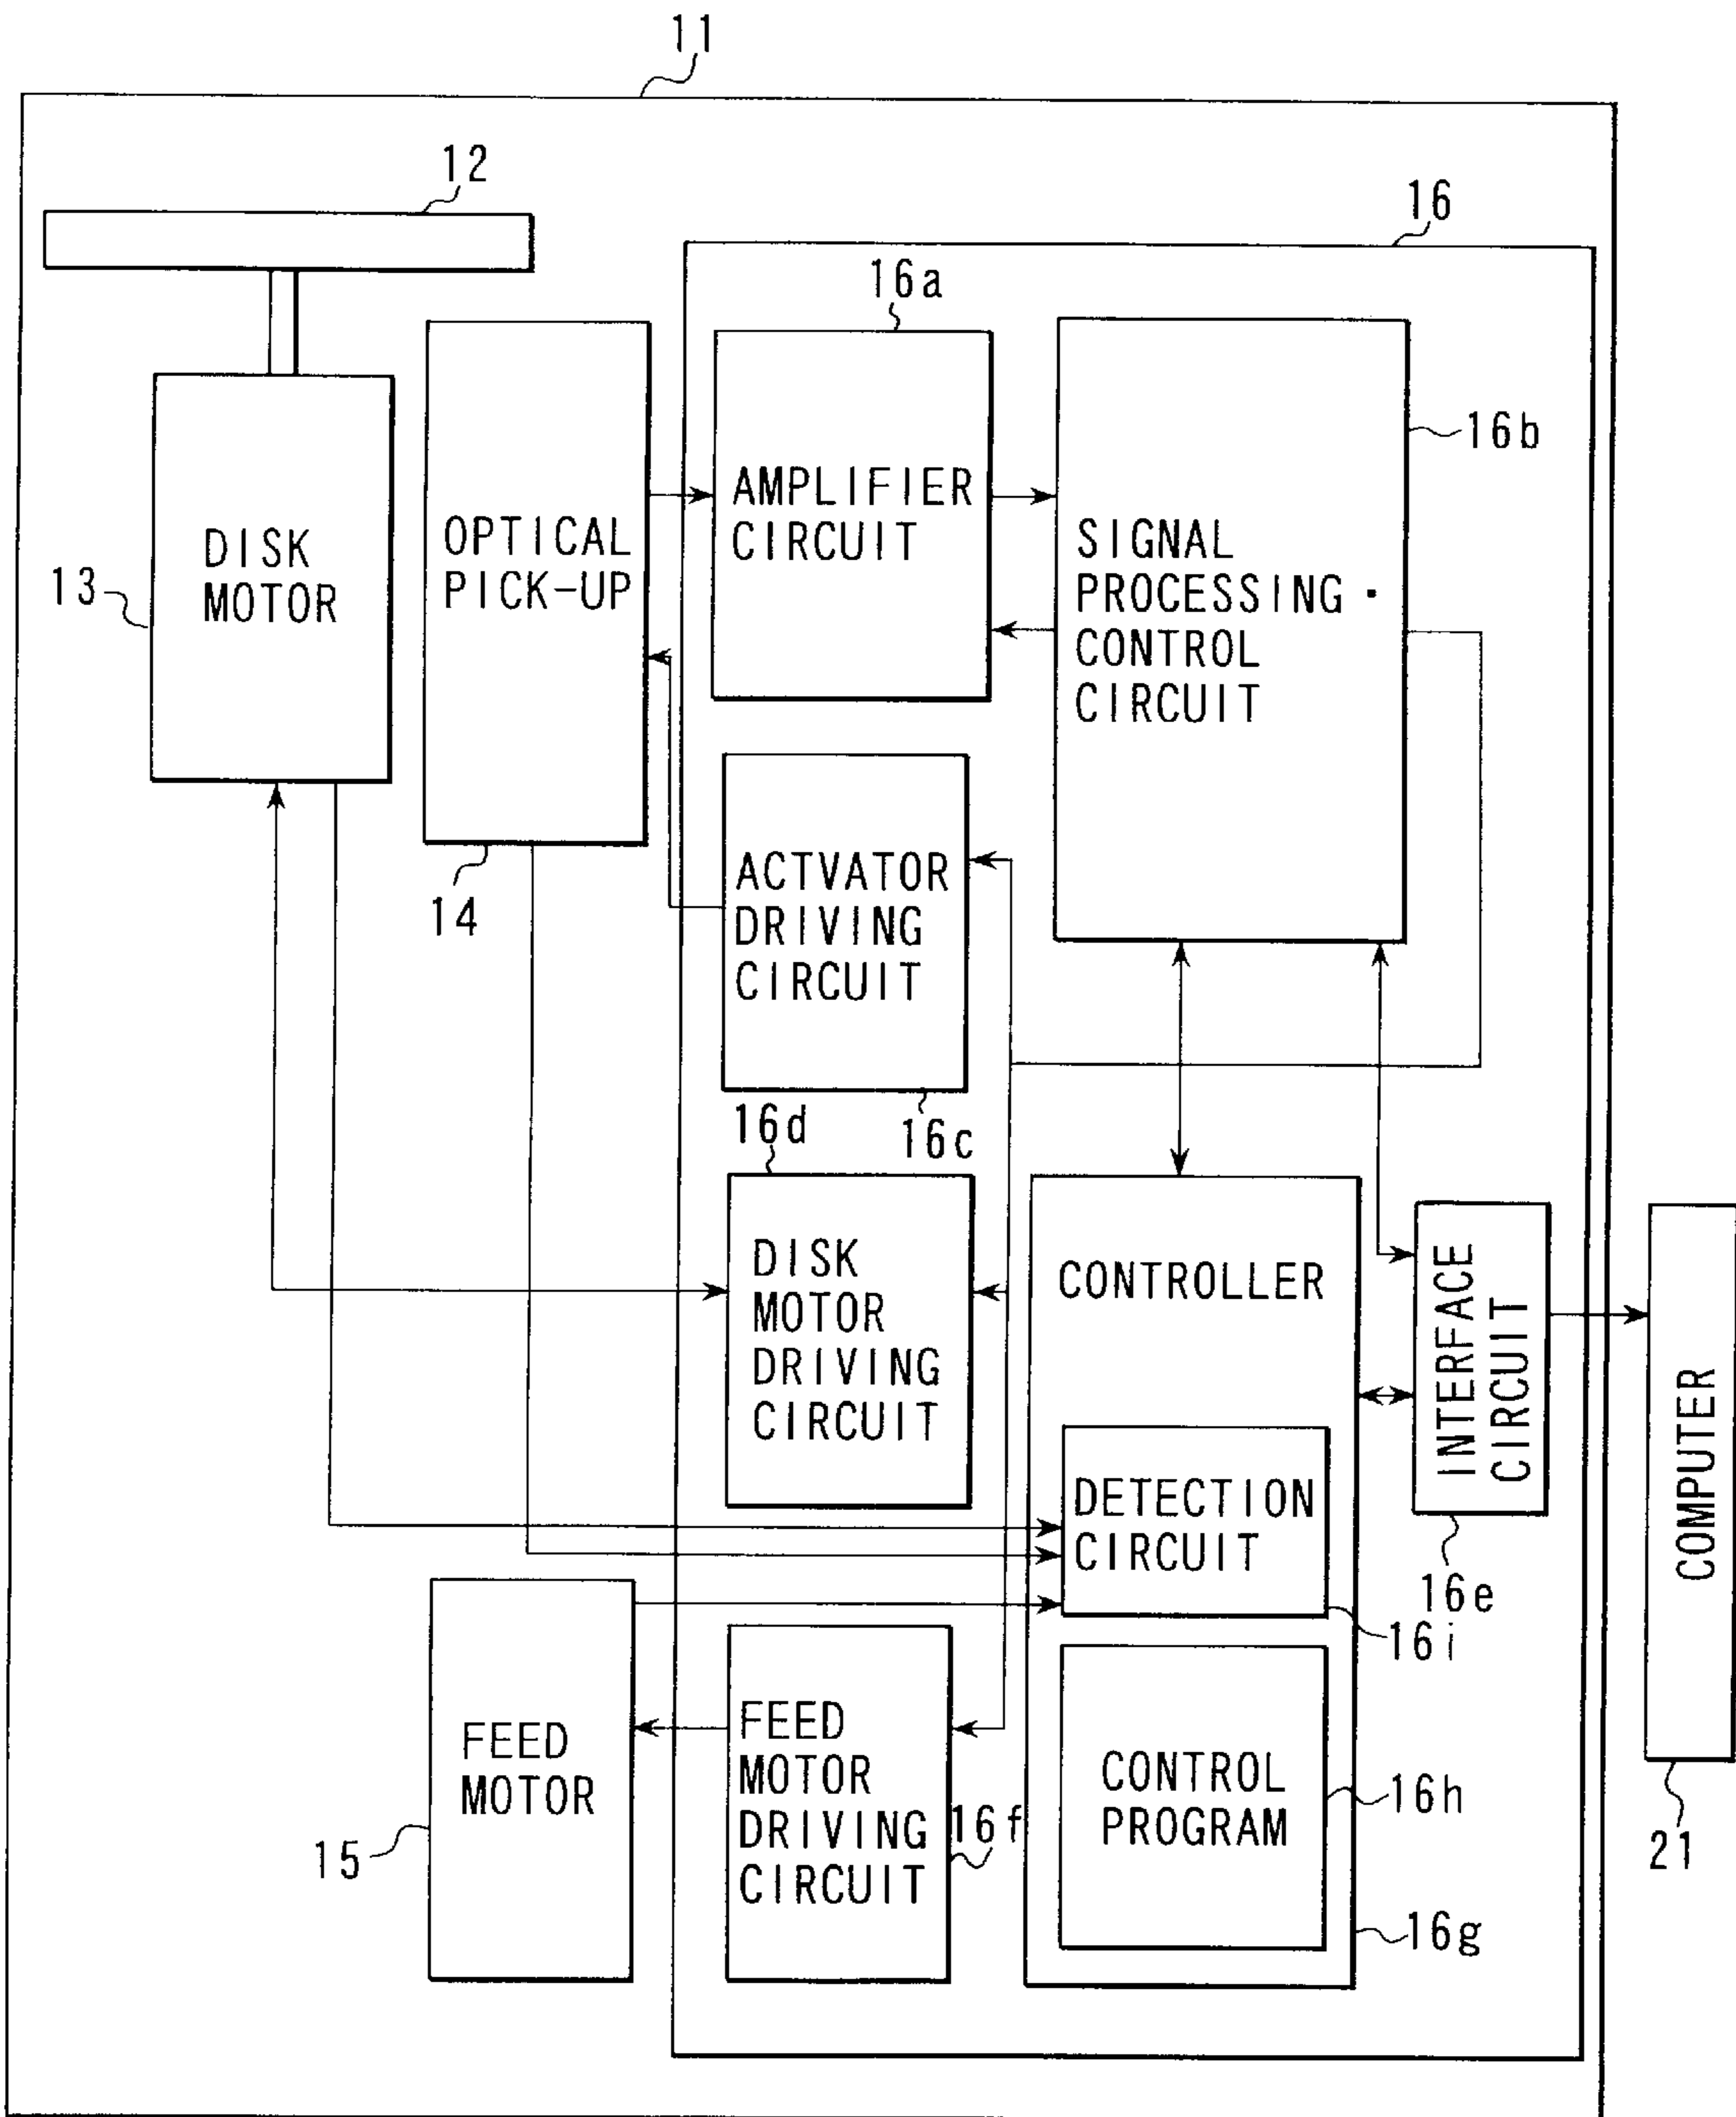 11
12
16
16a
16b
DISK
MOTOR
13
OPTICAL
PICK-UP
14
AMPLIFIER
CIRCUIT
SIGNAL
PROCESSING・
CONTROL
CIRCUIT
ACTVATOR
DRIVING
CIRCUIT
16c
16d
DISK
MOTOR
DRIVING
CIRCUIT
CONTROLLER
INTERFACE
CIRCUIT
16e
COMPUTER
21
DETECTION
CIRCUIT
16i
FEED
MOTOR
15
FEED
MOTOR
DRIVING
CIRCUIT
16f
CONTROL
PROGRAM
16h
16g